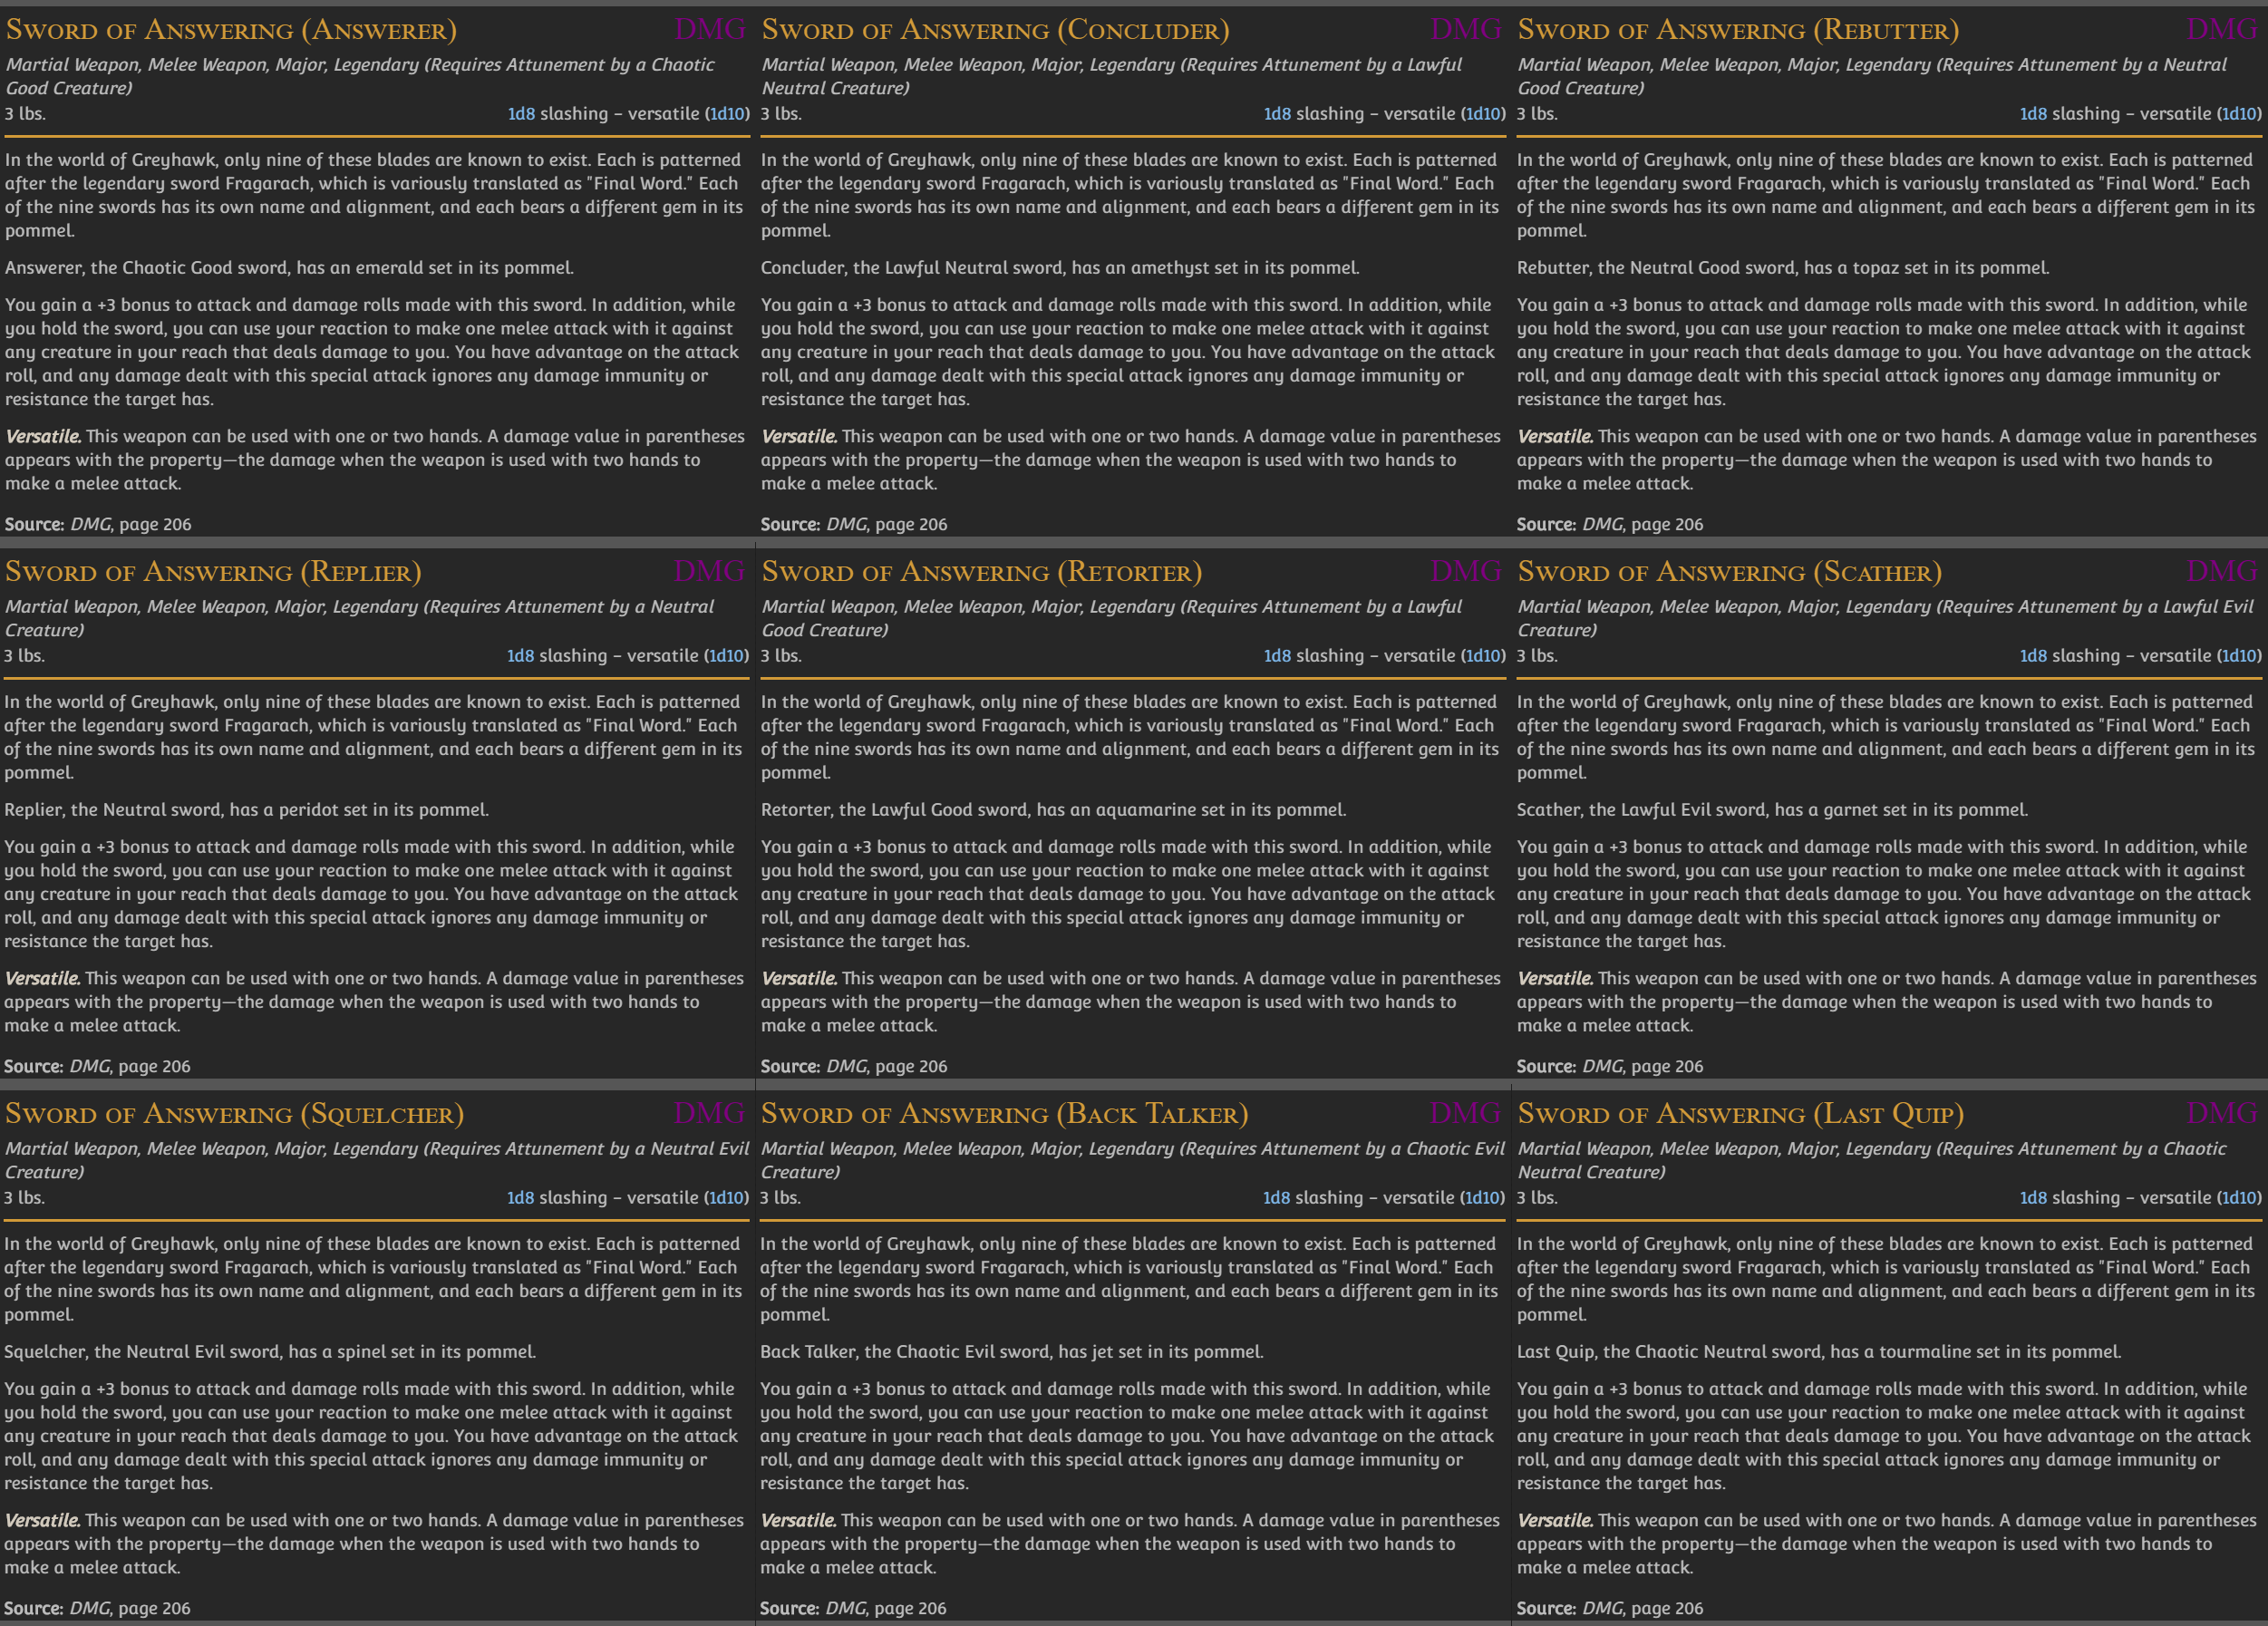 Sword of Answering (Answerer) DMG
Martial Weapon, Melee Weapon, Major, Legendary (Requires Attunement by a Chaotic
Good Creature)
3 lbs. 1d8 slashing – versatile (1d10)
In the world of Greyhawk, only nine of these blades are known to exist. Each is patterned
after the legendary sword Fragarach, which is variously translated as "Final Word." Each
of the nine swords has its own name and alignment, and each bears a different gem in its
pommel.
Answerer, the Chaotic Good sword, has an emerald set in its pommel.
You gain a +3 bonus to attack and damage rolls made with this sword. In addition, while
you hold the sword, you can use your reaction to make one melee attack with it against
any creature in your reach that deals damage to you. You have advantage on the attack
roll, and any damage dealt with this special attack ignores any damage immunity or
resistance the target has.
Versatile. This weapon can be used with one or two hands. A damage value in parentheses
appears with the property—the damage when the weapon is used with two hands to
make a melee attack.
Source: DMG, page 206
Sword of Answering (Concluder) DMG
Martial Weapon, Melee Weapon, Major, Legendary (Requires Attunement by a Lawful
Neutral Creature)
3 lbs. 1d8 slashing – versatile (1d10)
In the world of Greyhawk, only nine of these blades are known to exist. Each is patterned
after the legendary sword Fragarach, which is variously translated as "Final Word." Each
of the nine swords has its own name and alignment, and each bears a different gem in its
pommel.
Concluder, the Lawful Neutral sword, has an amethyst set in its pommel.
You gain a +3 bonus to attack and damage rolls made with this sword. In addition, while
you hold the sword, you can use your reaction to make one melee attack with it against
any creature in your reach that deals damage to you. You have advantage on the attack
roll, and any damage dealt with this special attack ignores any damage immunity or
resistance the target has.
Versatile. This weapon can be used with one or two hands. A damage value in parentheses
appears with the property—the damage when the weapon is used with two hands to
make a melee attack.
Source: DMG, page 206
Sword of Answering (Rebutter) DMG
Martial Weapon, Melee Weapon, Major, Legendary (Requires Attunement by a Neutral
Good Creature)
3 lbs. 1d8 slashing – versatile (1d10)
In the world of Greyhawk, only nine of these blades are known to exist. Each is patterned
after the legendary sword Fragarach, which is variously translated as "Final Word." Each
of the nine swords has its own name and alignment, and each bears a different gem in its
pommel.
Rebutter, the Neutral Good sword, has a topaz set in its pommel.
You gain a +3 bonus to attack and damage rolls made with this sword. In addition, while
you hold the sword, you can use your reaction to make one melee attack with it against
any creature in your reach that deals damage to you. You have advantage on the attack
roll, and any damage dealt with this special attack ignores any damage immunity or
resistance the target has.
Versatile. This weapon can be used with one or two hands. A damage value in parentheses
appears with the property—the damage when the weapon is used with two hands to
make a melee attack.
Source: DMG, page 206
Sword of Answering (Replier) DMG
Martial Weapon, Melee Weapon, Major, Legendary (Requires Attunement by a Neutral
Creature)
3 lbs. 1d8 slashing – versatile (1d10)
In the world of Greyhawk, only nine of these blades are known to exist. Each is patterned
after the legendary sword Fragarach, which is variously translated as "Final Word." Each
of the nine swords has its own name and alignment, and each bears a different gem in its
pommel.
Replier, the Neutral sword, has a peridot set in its pommel.
You gain a +3 bonus to attack and damage rolls made with this sword. In addition, while
you hold the sword, you can use your reaction to make one melee attack with it against
any creature in your reach that deals damage to you. You have advantage on the attack
roll, and any damage dealt with this special attack ignores any damage immunity or
resistance the target has.
Versatile. This weapon can be used with one or two hands. A damage value in parentheses
appears with the property—the damage when the weapon is used with two hands to
make a melee attack.
Source: DMG, page 206
Sword of Answering (Retorter) DMG
Martial Weapon, Melee Weapon, Major, Legendary (Requires Attunement by a Lawful
Good Creature)
3 lbs. 1d8 slashing – versatile (1d10)
In the world of Greyhawk, only nine of these blades are known to exist. Each is patterned
after the legendary sword Fragarach, which is variously translated as "Final Word." Each
of the nine swords has its own name and alignment, and each bears a different gem in its
pommel.
Retorter, the Lawful Good sword, has an aquamarine set in its pommel.
You gain a +3 bonus to attack and damage rolls made with this sword. In addition, while
you hold the sword, you can use your reaction to make one melee attack with it against
any creature in your reach that deals damage to you. You have advantage on the attack
roll, and any damage dealt with this special attack ignores any damage immunity or
resistance the target has.
Versatile. This weapon can be used with one or two hands. A damage value in parentheses
appears with the property—the damage when the weapon is used with two hands to
make a melee attack.
Source: DMG, page 206
Sword of Answering (Scather) DMG
Martial Weapon, Melee Weapon, Major, Legendary (Requires Attunement by a Lawful Evil
Creature)
3 lbs. 1d8 slashing – versatile (1d10)
In the world of Greyhawk, only nine of these blades are known to exist. Each is patterned
after the legendary sword Fragarach, which is variously translated as "Final Word." Each
of the nine swords has its own name and alignment, and each bears a different gem in its
pommel.
Scather, the Lawful Evil sword, has a garnet set in its pommel.
You gain a +3 bonus to attack and damage rolls made with this sword. In addition, while
you hold the sword, you can use your reaction to make one melee attack with it against
any creature in your reach that deals damage to you. You have advantage on the attack
roll, and any damage dealt with this special attack ignores any damage immunity or
resistance the target has.
Versatile. This weapon can be used with one or two hands. A damage value in parentheses
appears with the property—the damage when the weapon is used with two hands to
make a melee attack.
Source: DMG, page 206
Sword of Answering (Squelcher) DMG
Martial Weapon, Melee Weapon, Major, Legendary (Requires Attunement by a Neutral Evil
Creature)
3 lbs. 1d8 slashing – versatile (1d10)
In the world of Greyhawk, only nine of these blades are known to exist. Each is patterned
after the legendary sword Fragarach, which is variously translated as "Final Word." Each
of the nine swords has its own name and alignment, and each bears a different gem in its
pommel.
Squelcher, the Neutral Evil sword, has a spinel set in its pommel.
You gain a +3 bonus to attack and damage rolls made with this sword. In addition, while
you hold the sword, you can use your reaction to make one melee attack with it against
any creature in your reach that deals damage to you. You have advantage on the attack
roll, and any damage dealt with this special attack ignores any damage immunity or
resistance the target has.
Versatile. This weapon can be used with one or two hands. A damage value in parentheses
appears with the property—the damage when the weapon is used with two hands to
make a melee attack.
Source: DMG, page 206
Sword of Answering (Back Talker) DMG
Martial Weapon, Melee Weapon, Major, Legendary (Requires Attunement by a Chaotic Evil
Creature)
3 lbs. 1d8 slashing – versatile (1d10)
In the world of Greyhawk, only nine of these blades are known to exist. Each is patterned
after the legendary sword Fragarach, which is variously translated as "Final Word." Each
of the nine swords has its own name and alignment, and each bears a different gem in its
pommel.
Back Talker, the Chaotic Evil sword, has jet set in its pommel.
You gain a +3 bonus to attack and damage rolls made with this sword. In addition, while
you hold the sword, you can use your reaction to make one melee attack with it against
any creature in your reach that deals damage to you. You have advantage on the attack
roll, and any damage dealt with this special attack ignores any damage immunity or
resistance the target has.
Versatile. This weapon can be used with one or two hands. A damage value in parentheses
appears with the property—the damage when the weapon is used with two hands to
make a melee attack.
Source: DMG, page 206
Sword of Answering (Last Quip) DMG
Martial Weapon, Melee Weapon, Major, Legendary (Requires Attunement by a Chaotic
Neutral Creature)
3 lbs. 1d8 slashing – versatile (1d10)
In the world of Greyhawk, only nine of these blades are known to exist. Each is patterned
after the legendary sword Fragarach, which is variously translated as "Final Word." Each
of the nine swords has its own name and alignment, and each bears a different gem in its
pommel.
Last Quip, the Chaotic Neutral sword, has a tourmaline set in its pommel.
You gain a +3 bonus to attack and damage rolls made with this sword. In addition, while
you hold the sword, you can use your reaction to make one melee attack with it against
any creature in your reach that deals damage to you. You have advantage on the attack
roll, and any damage dealt with this special attack ignores any damage immunity or
resistance the target has.
Versatile. This weapon can be used with one or two hands. A damage value in parentheses
appears with the property—the damage when the weapon is used with two hands to
make a melee attack.
Source: DMG, page 206